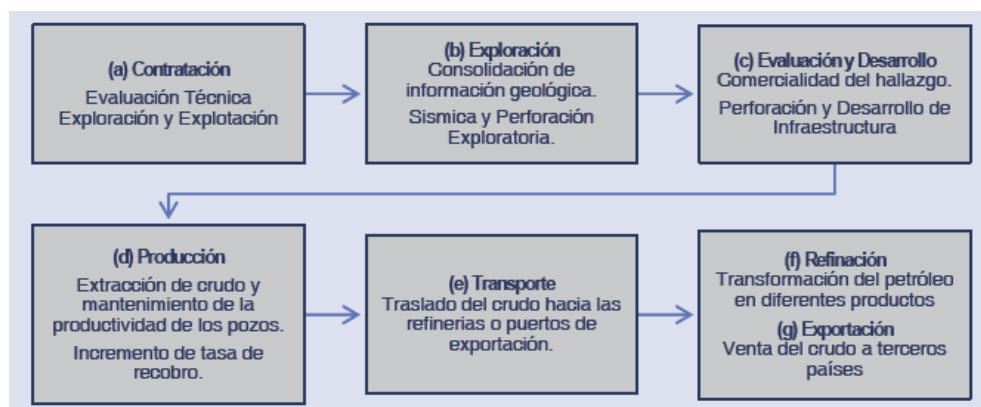 (a) Contratación
Evaluación Técnica
Exploración y Explotación
(b) Exploración
Consolidación de
información geológica.
Sismica y Perforación
Exploratoria.
(c) Evaluación y Desarrollo
Comercialidad del hallazgo.
Perforación y Desarrollo de
Infraestructura
(d) Producción
Extracción de crudo y
mantenimiento de la
productividad de los pozos.
Incremento de tasa de
recobro.
(e) Transporte
Traslado del crudo hacia las
refinerias o puertos de
exportación.
(f) Refinación
Transformación del petróleo
en diferentes productos
(g) Exportación
Venta del crudo a terceros
países